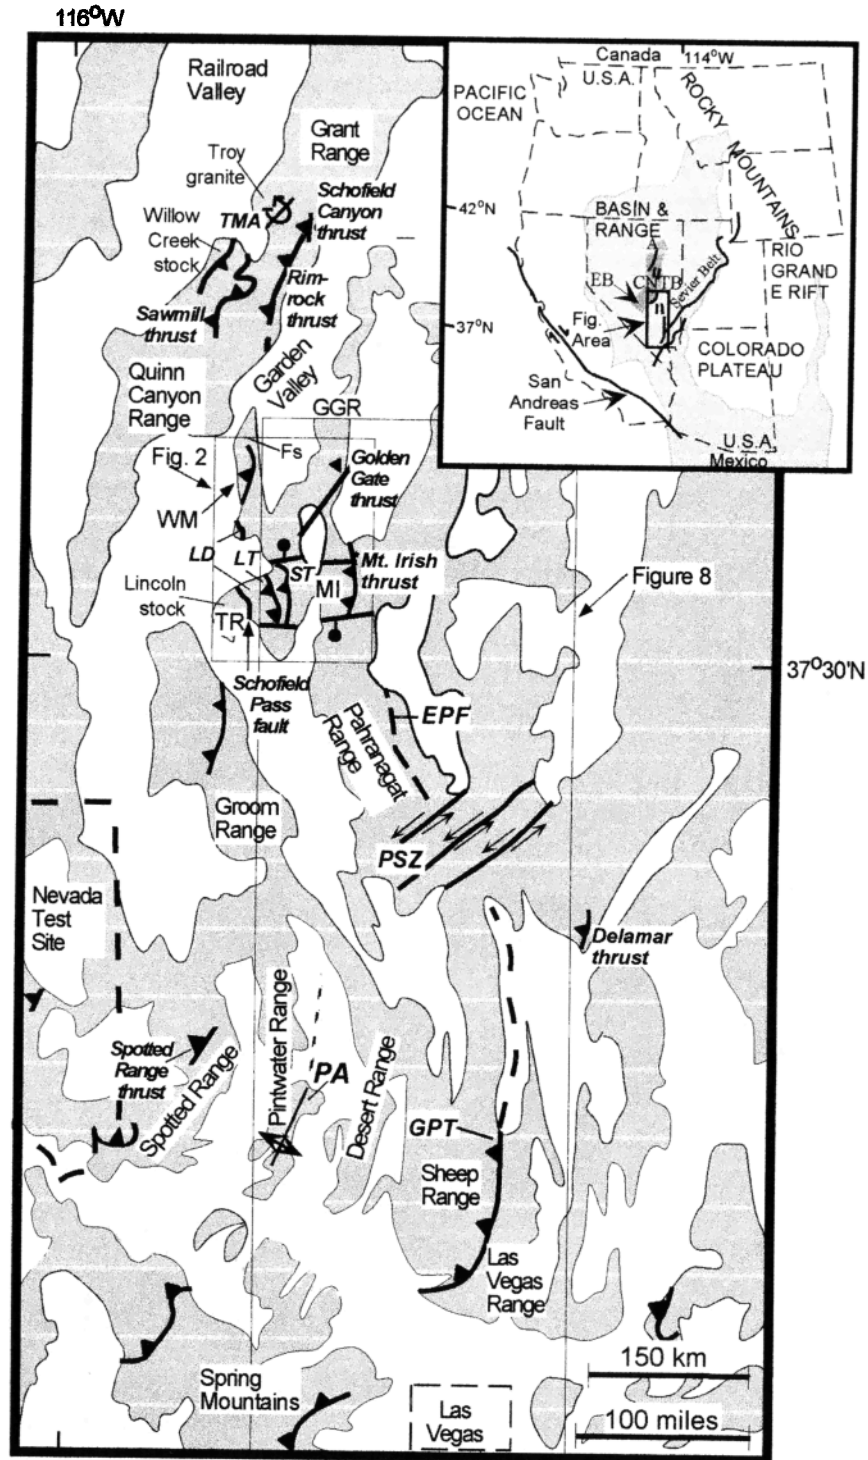 116°W
Railroad
Valley
Grant
Range
Troy
granite
TMA
Schofield
Canyon
thrust
Willow
Creek
stock
Sawmill
thrust
Rim-
rock
thrust
Quinn
Canyon
Range
Garden
Valley
GGR
Fig. 2
Fs
Golden
Gate
thrust
WM
LD
LT
ST
MI
Mt. Irish
thrust
Lincoln
stock
TR
Schofield
Pass
fault
Figure 8
37°30'N
EPF
Pahranagat
Range
Groom
Range
PSZ
Nevada
Test
Site
Delamar
thrust
Spotted
Range
thrust
Spotted Range
Pintwater Range
PA
Desert Range
GPT
Sheep
Range
Las
Vegas
Range
Spring
Mountains
Las
Vegas
150 km
100 miles
Canada
U.S.A.
114°W
PACIFIC
OCEAN
ROCKY MOUNTAINS
42°N
BASIN &
RANGE
A
RIO
GRAND
E RIFT
EB
CNTB
Sevier Belt
Fig.
Area
37°N
COLORADO
PLATEAU
San
Andreas
Fault
U.S.A.
Mexico